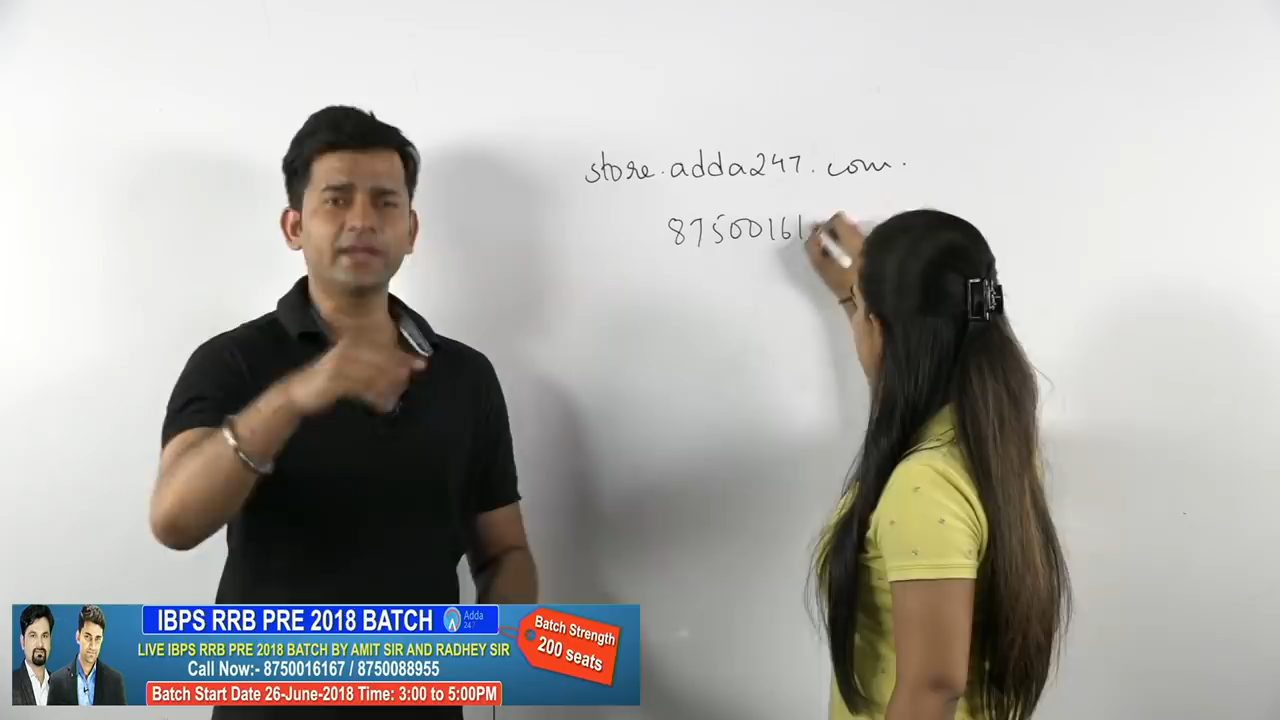 store.adda247.com.
87500161
IBPS RRB PRE 2018 BATCH
Adda
247
LIVE IBPS RRB PRE 2018 BATCH BY AMIT SIR AND RADHEY SIR
Call Now:- 8750016167 / 8750088955
Batch Start Date 26-June-2018 Time: 3:00 to 5:00PM
Batch Strength
200 seats